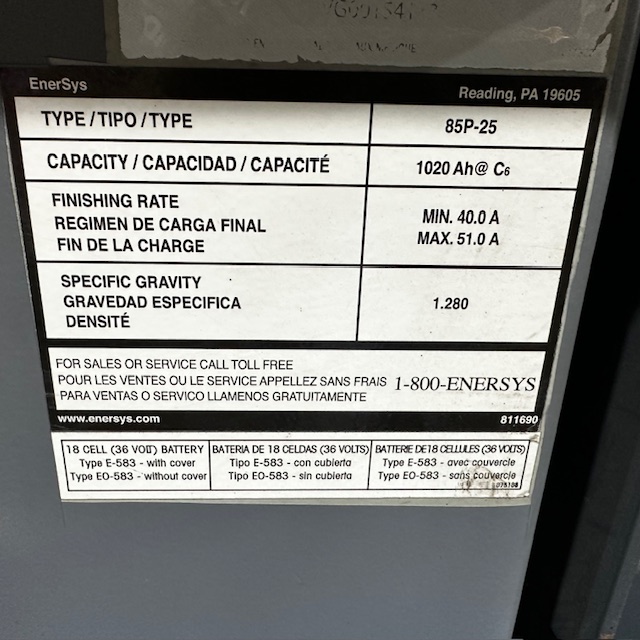 EnerSys
Reading, PA 19605
TYPE / TIPO / TYPE
85P-25
CAPACITY / CAPACIDAD / CAPACITÉ
1020 Ah@ C6
FINISHING RATE
REGIMEN DE CARGA FINAL
FIN DE LA CHARGE
MIN. 40.0 A
MAX. 51.0 A
SPECIFIC GRAVITY
GRAVEDAD ESPECIFICA
DENSITÉ
1.280
FOR SALES OR SERVICE CALL TOLL FREE
POUR LES VENTES OU LE SERVICE APPELLEZ SANS FRAIS
PARA VENTAS O SERVICO LLAMENOS GRATUITAMENTE
1-800-ENERSYS
www.enersys.com
811690
18 CELL (36 VOLT) BATTERY
Type E-583 - with cover
Type EO-583 - without cover
BATERIA DE 18 CELDAS (36 VOLTS)
Tipo E-583 - con cubierta
Tipo EO-583 - sin cubierta
BATTERIE DE 18 CELLULES (36 VOLTS)
Type E-583 - avec couvercle
Type EO-583 - sans couvercle